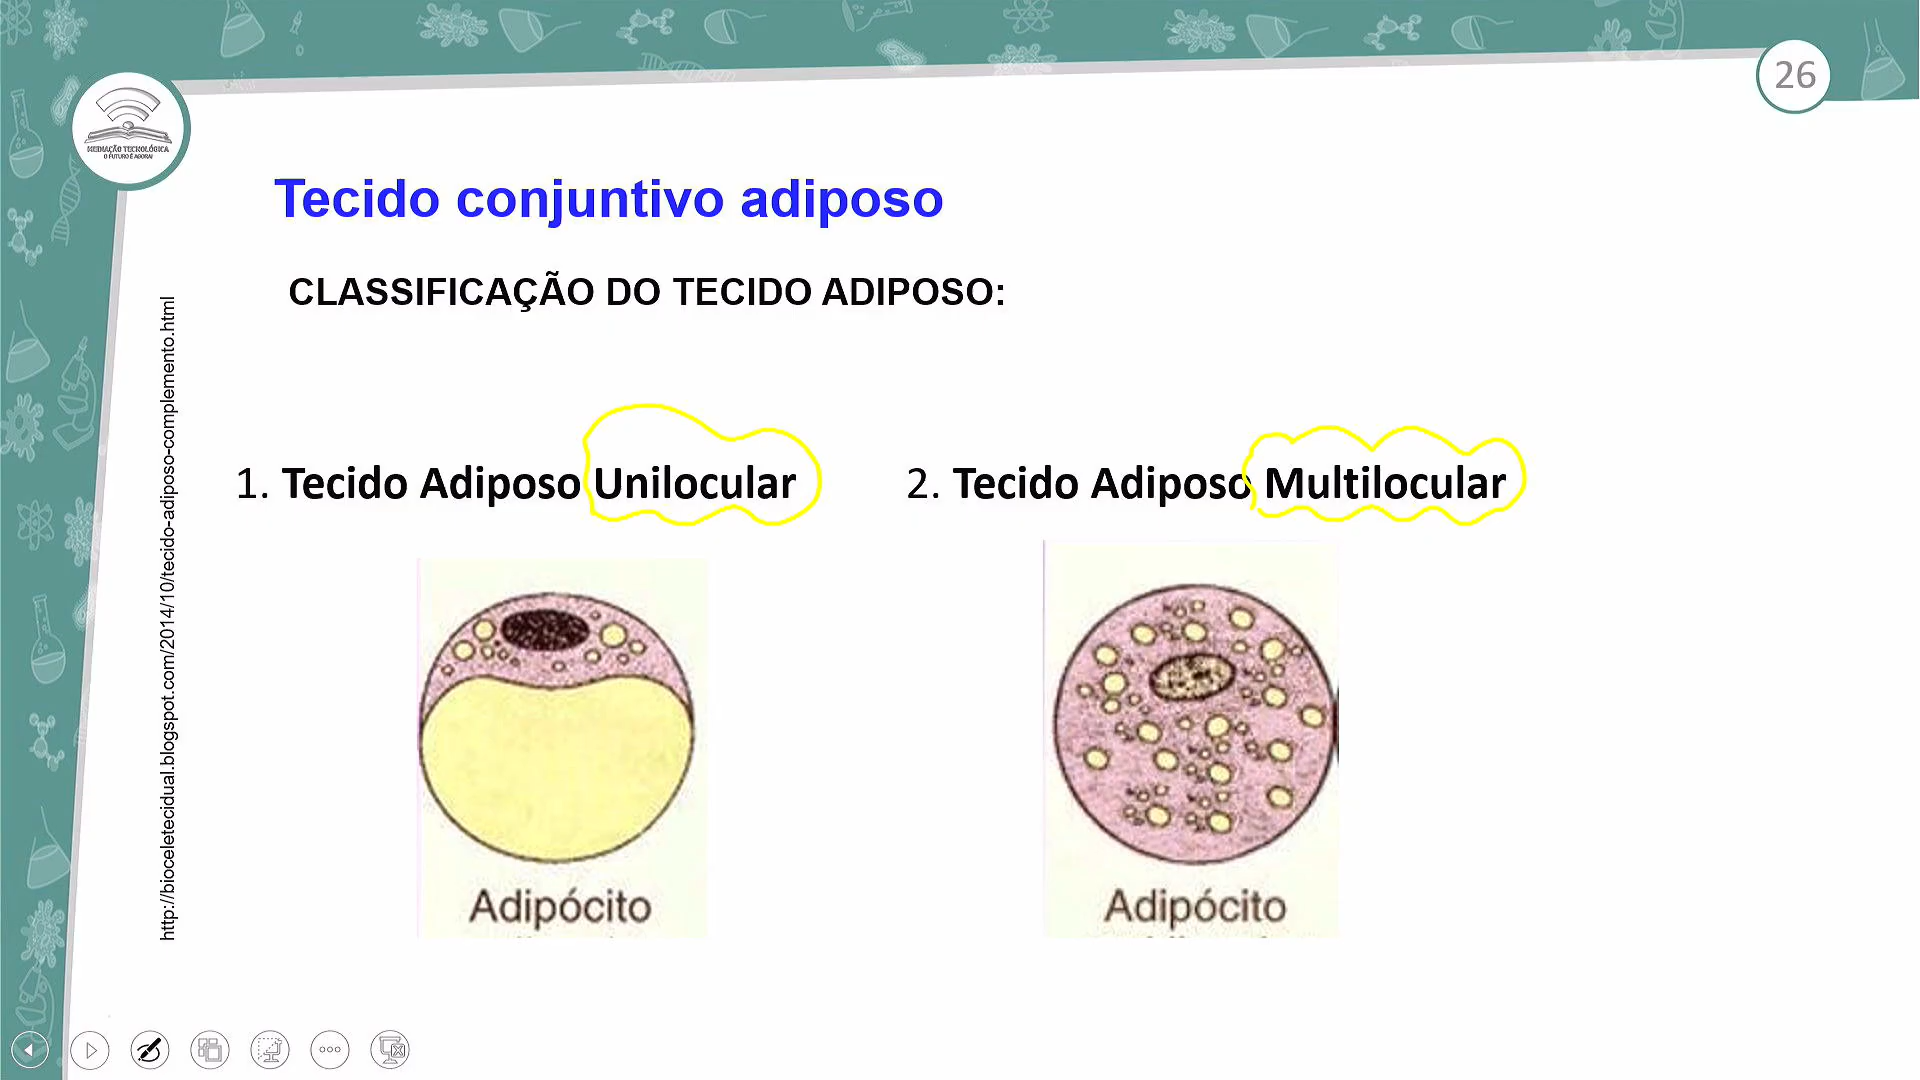 26
MEDIAÇÃO TECNOLÓGICA
O FUTURO É AGORA!
Tecido conjuntivo adiposo
CLASSIFICAÇÃO DO TECIDO ADIPOSO:
1. Tecido Adiposo Unilocular
2. Tecido Adiposo Multilocular
Adipócito
Adipócito
http://bioceletecidual.blogspot.com/2014/10/tecido-adiposo-complemento.html